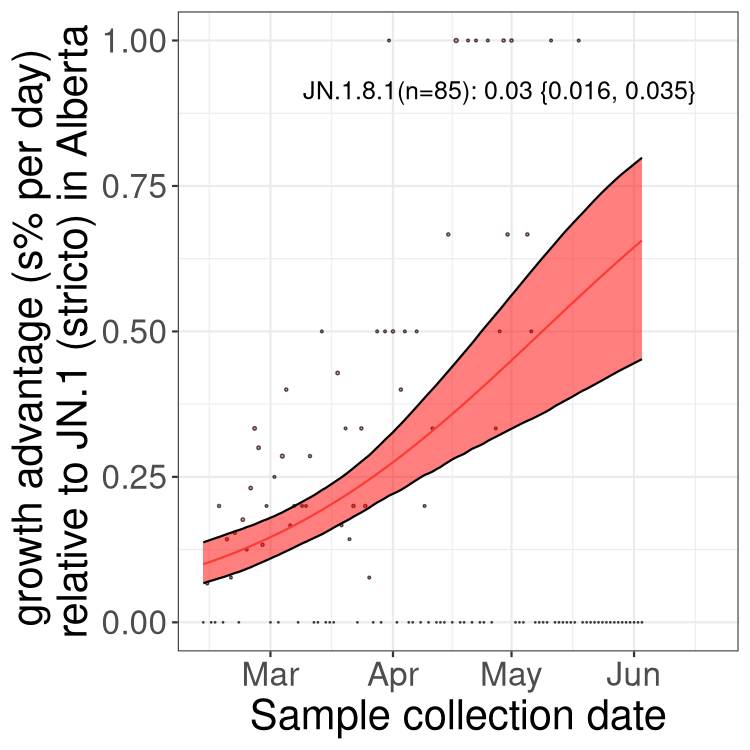 growth advantage (s% per day)
relative to JN.1 (stricto) in Alberta
1.00
JN.1.8.1(n=85): 0.03 {0.016, 0.035}
0.75
0.50
0.25
0.00
Mar Apr May Jun
Sample collection date